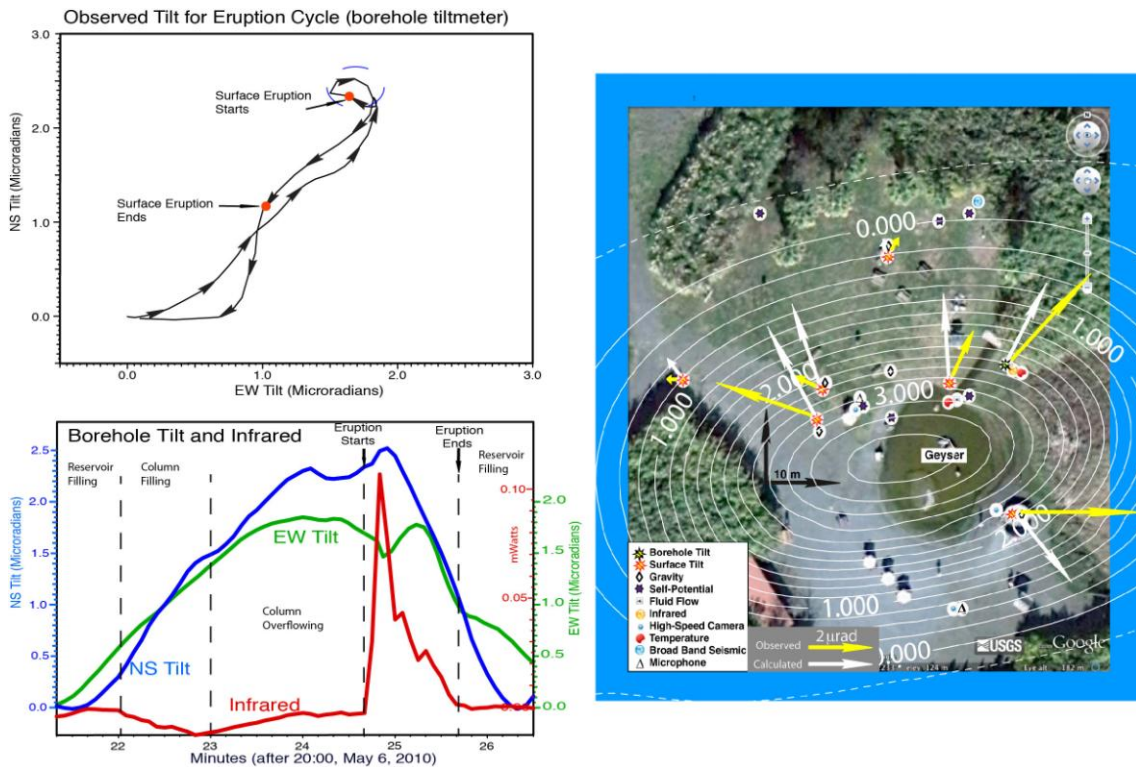 Observed Tilt for Eruption Cycle (borehole tiltmeter)
3.0
2.0
1.0
0.0
NS Tilt (Microradians)
Surface Eruption
Starts
Surface Eruption
Ends
0.0
1.0
2.0
3.0
EW Tilt (Microradians)
Borehole Tilt and Infrared
Eruption
Starts
Eruption
Ends
Reservoir
Filling
Column
Filling
Reservoir
Filling
2.5
2.0
1.5
1.0
0.5
0.0
NS Tilt (Microradians)
EW Tilt
NS Tilt
Column
Overflowing
Infrared
0.10
mWatts
0.05
2.0
1.5
1.0
0.5
0.0
EW Tilt (Microradians)
22
23
24
25
26
Minutes (after 20:00, May 6, 2010)
N
0.000
1.000
2.000
3.000
1.000
Geyser
10 m
2.000
1.000
Borehole Tilt
Surface Tilt
Gravity
Self-Potential
Fluid Flow
Infrared
High-Speed Camera
Temperature
Broad Band Seismic
Microphone
2 μrad
Observed
Calculated
USGS
Google